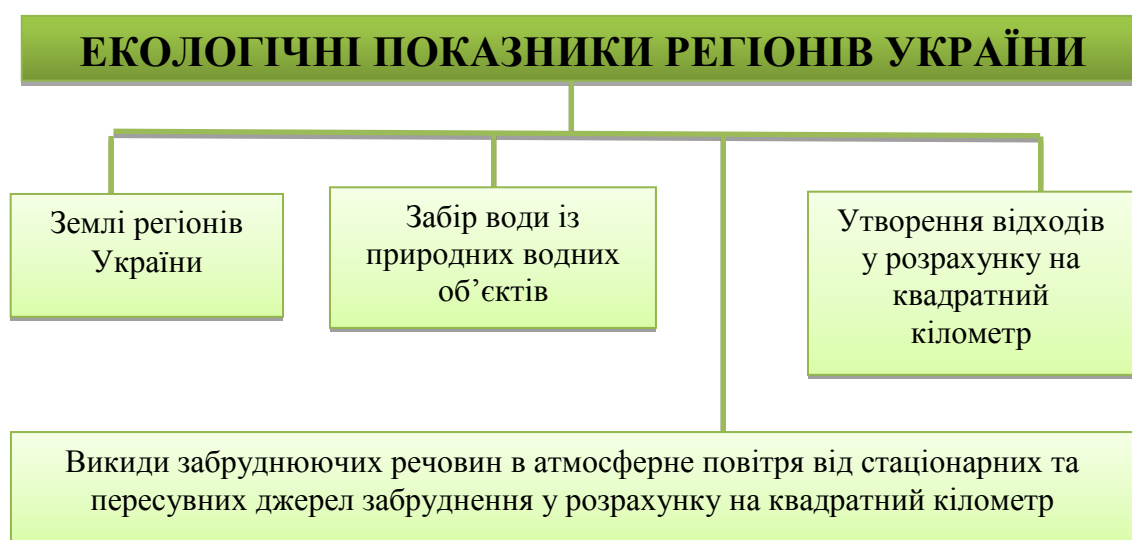 ЕКОЛОГІЧНІ ПОКАЗНИКИ РЕГІОНІВ УКРАЇНИ
Землі регіонів
України
Забір води із
природних водних
об’єктів
Утворення відходів
у розрахунку на
квадратний
кілометр
Викиди забруднюючих речовин в атмосферне повітря від стаціонарних та
пересувних джерел забруднення у розрахунку на квадратний кілометр